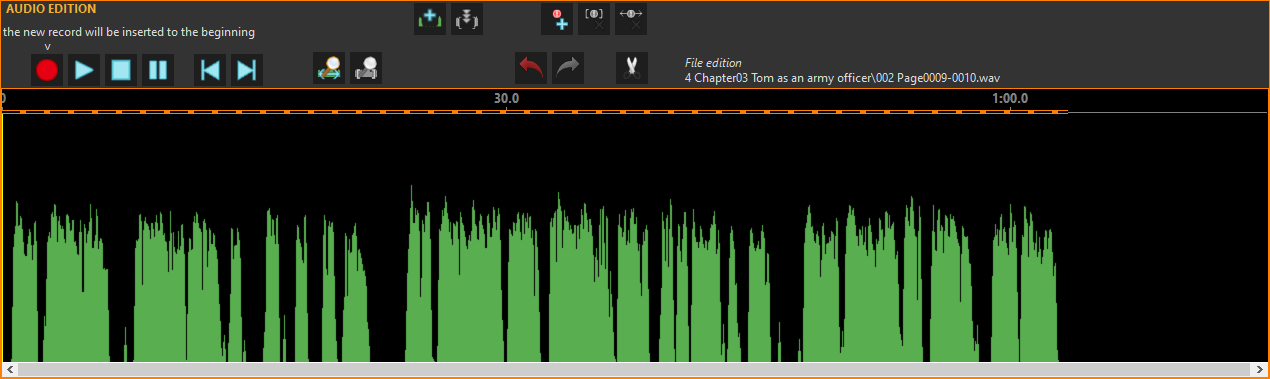 AUDIO EDITION
the new record will be inserted to the beginning
v
File edition
4 Chapter03 Tom as an army officer\002 Page0009-0010.wav
0 30.0 1:00.0